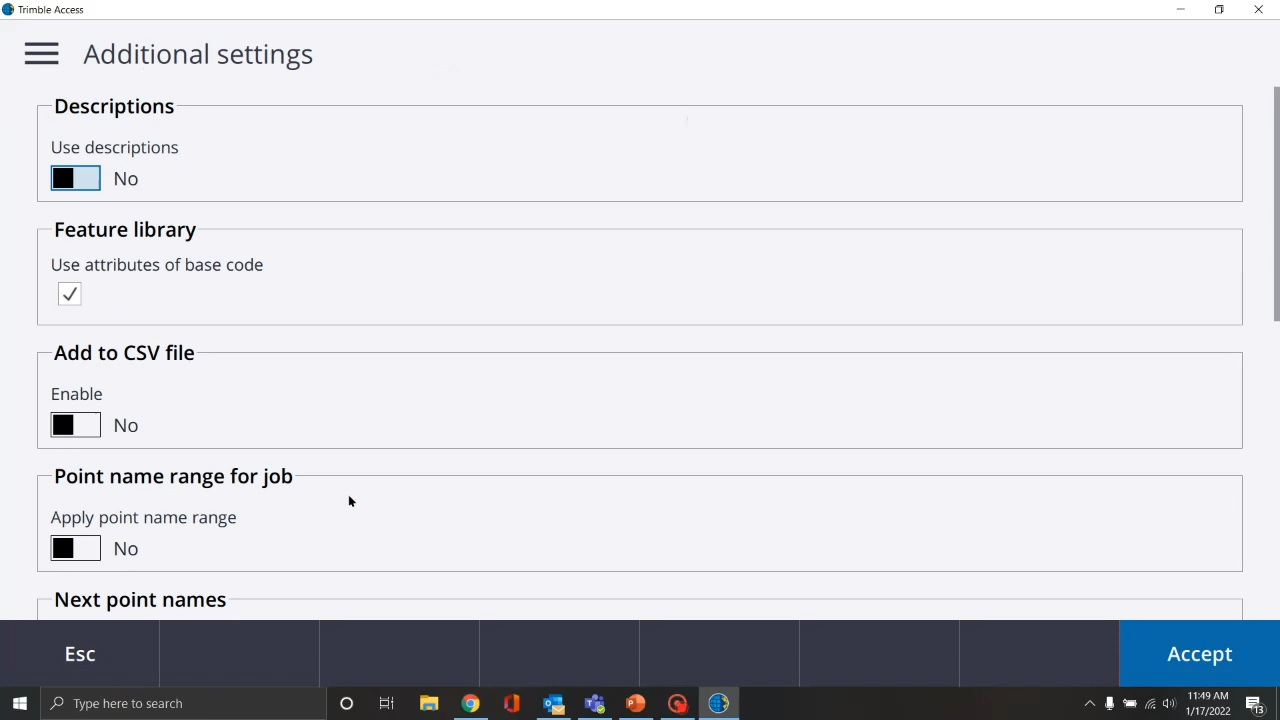 Trimble Access
Additional settings
Descriptions
Use descriptions
No
Feature library
Use attributes of base code
Add to CSV file
Enable
No
Point name range for job
Apply point name range
No
Next point names
Esc
Accept
Type here to search
11:49 AM
1/17/2022
13